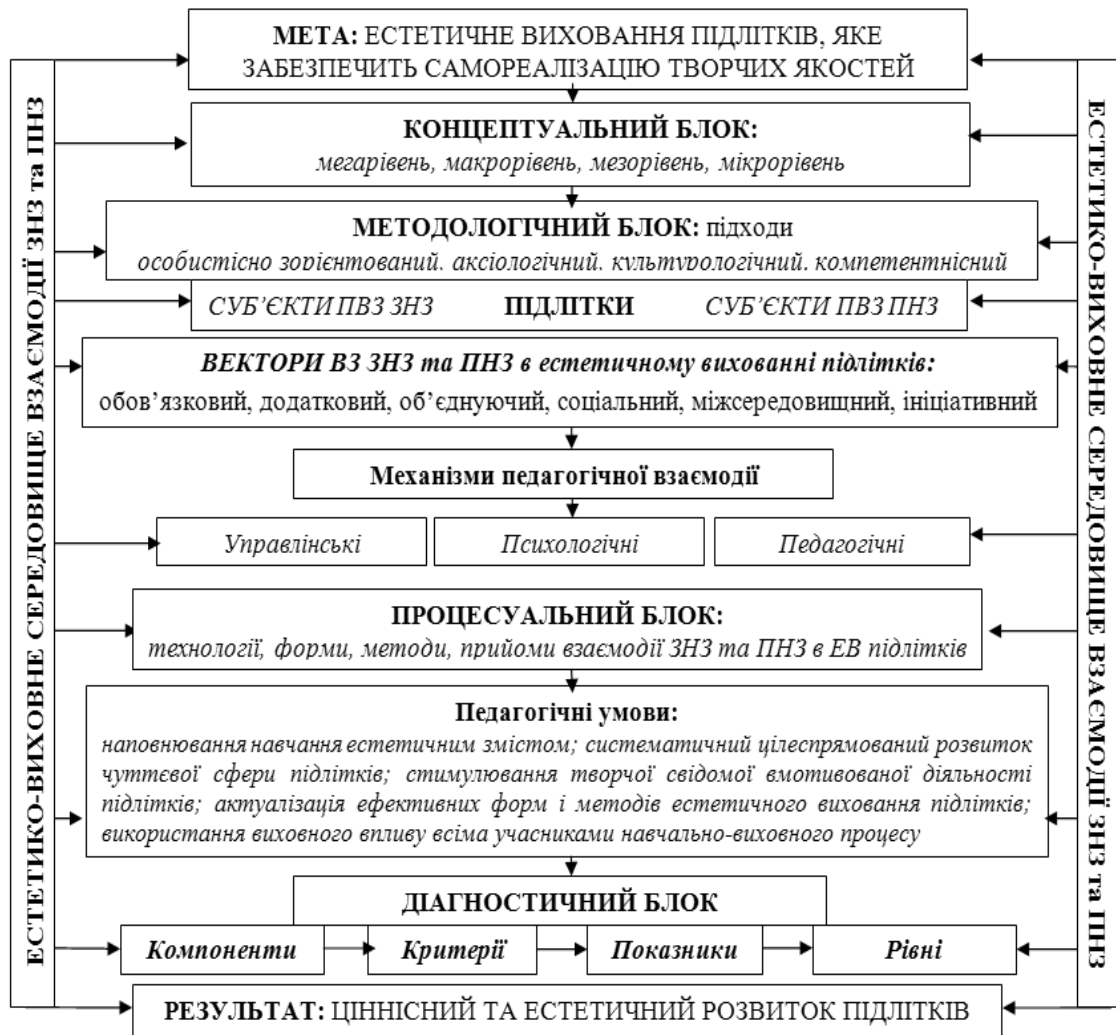 МЕТА: ЕСТЕТИЧНЕ ВИХОВАННЯ ПІДЛІТКІВ, ЯКЕ
ЗАБЕЗПЕЧИТЬ САМОРЕАЛІЗАЦІЮ ТВОРЧИХ ЯКОСТЕЙ
ЕСТЕТИКО-ВИХОВНЕ СЕРЕДОВИЩЕ ВЗАЄМОДІЇ ЗНЗ та ПНЗ
КОНЦЕПТУАЛЬНИЙ БЛОК:
мегарівень, макрорівень, мезорівень, мікрорівень
МЕТОДОЛОГІЧНИЙ БЛОК: підходи
особистісно зорієнтований, аксіологічний, культурологічний, компетентнісний
СУБ’ЄКТИ ПВЗ ЗНЗ ПІДЛІТКИ СУБ’ЄКТИ ПВЗ ПНЗ
ВЕКТОРИ ВЗ ЗНЗ та ПНЗ в естетичному вихованні підлітків:
обов’язковий, додатковий, об’єднуючий, соціальний, міжсередовищний, ініціативний
Механізми педагогічної взаємодії
Управлінські Психологічні Педагогічні
ПРОЦЕСУАЛЬНИЙ БЛОК:
технології, форми, методи, прийоми взаємодії ЗНЗ та ПНЗ в ЕВ підлітків
Педагогічні умови:
наповнювання навчання естетичним змістом; систематичний цілеспрямований розвиток
чуттєвої сфери підлітків; стимулювання творчої свідомої вмотивованої діяльності
підлітків; актуалізація ефективних форм і методів естетичного виховання підлітків;
використання виховного впливу всіма учасниками навчально-виховного процесу
ДІАГНОСТИЧНИЙ БЛОК
Компоненти Критерії Показники Рівні
РЕЗУЛЬТАТ: ЦІННІСНИЙ ТА ЕСТЕТИЧНИЙ РОЗВИТОК ПІДЛІТКІВ
ЕСТЕТИКО-ВИХОВНЕ СЕРЕДОВИЩЕ ВЗАЄМОДІЇ ЗНЗ та ПНЗ